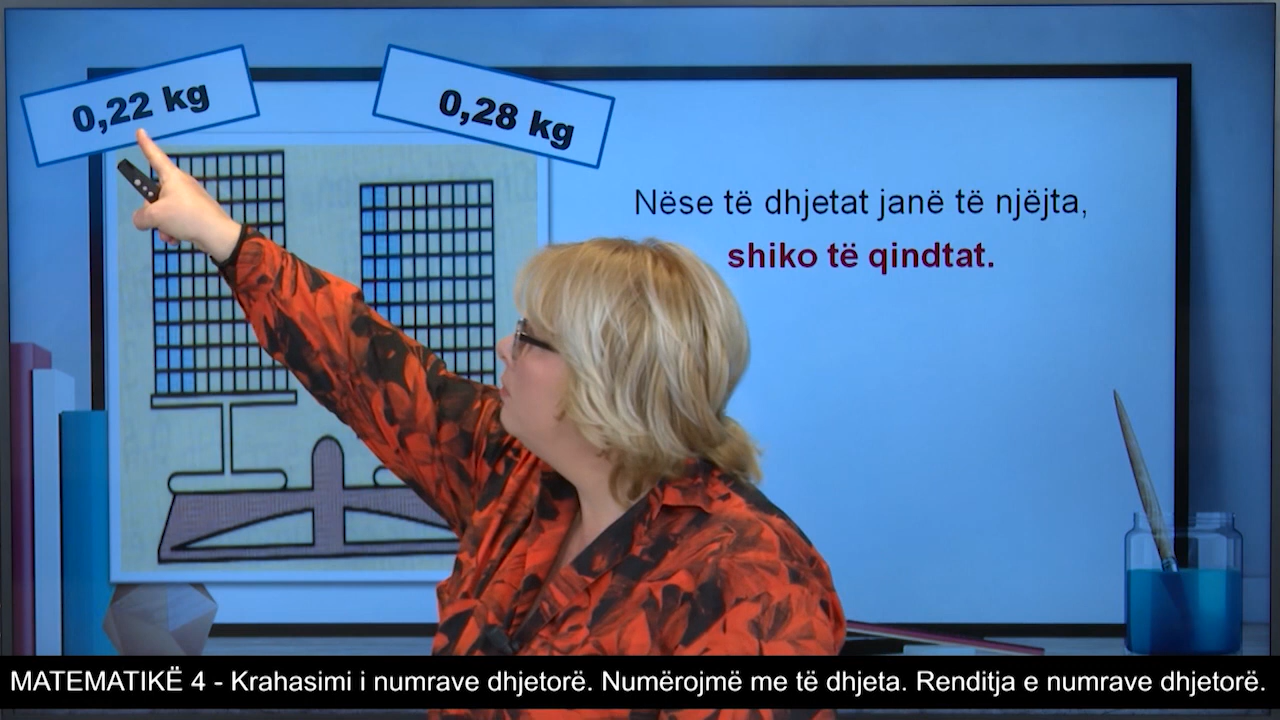 0,22 kg
0,28 kg
Nëse të dhjetat janë të njëjta,
shiko të qindtat.
MATEMATIKË 4 - Krahasimi i numrave dhjetorë. Numërojmë me të dhjeta. Renditja e numrave dhjetorë.